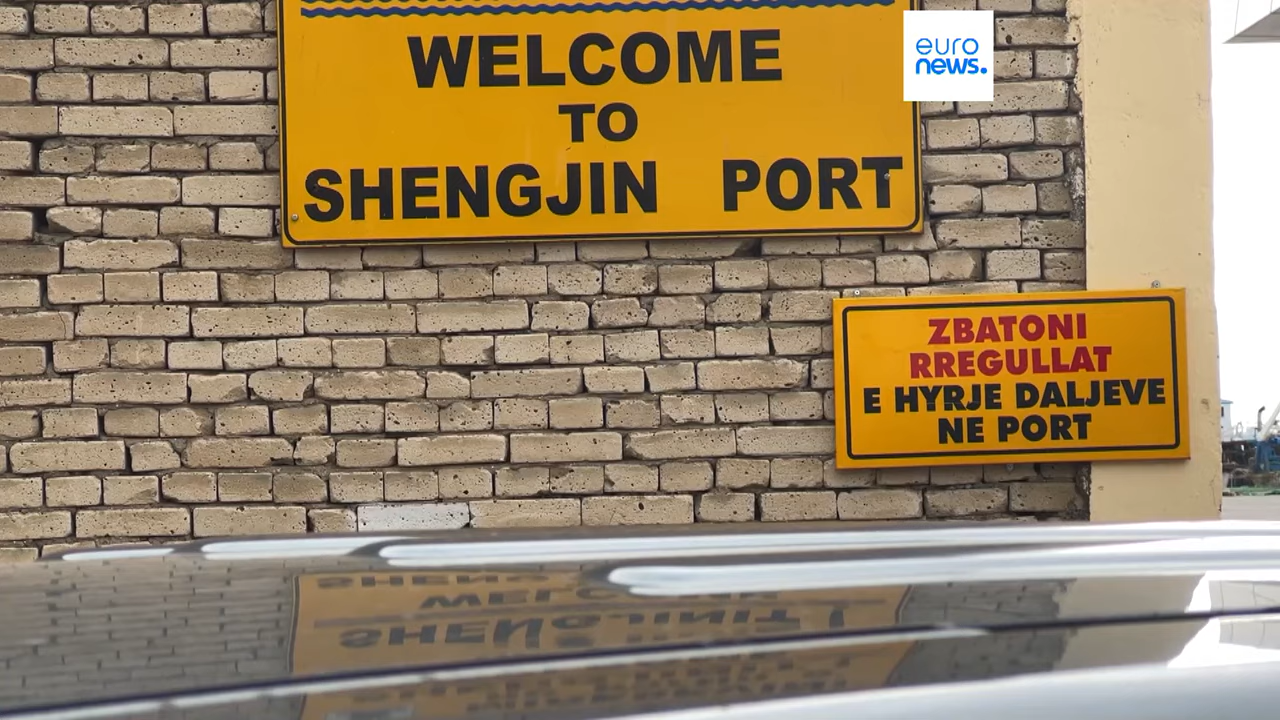 WELCOME
TO
SHENGJIN PORT
euro
news.
ZBATONI
RREGULLAT
E HYRJE DALJEVE
NE PORT